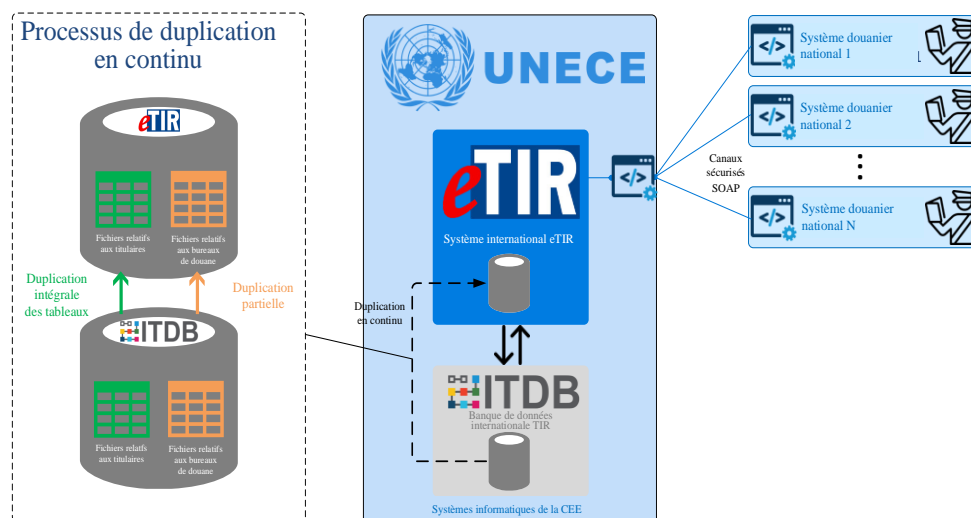 Processus de duplication
en continu
eTIR
Fichiers relatifs
aux titulaires
Fichiers relatifs
aux bureaux
de douane
Duplication
intégrale
des tableaux
Duplication
partielle
ITDB
Fichiers relatifs
aux titulaires
Fichiers relatifs
aux bureaux
de douane
UNECE
eTIR
Système international eTIR
</>
Duplication
en continu
ITDB
Banque de données
internationale TIR
Systèmes informatiques de la CEE
Canaux
sécurisés
SOAP
</>
Système douanier
national 1
</>
Système douanier
national 2
</>
Système douanier
national N